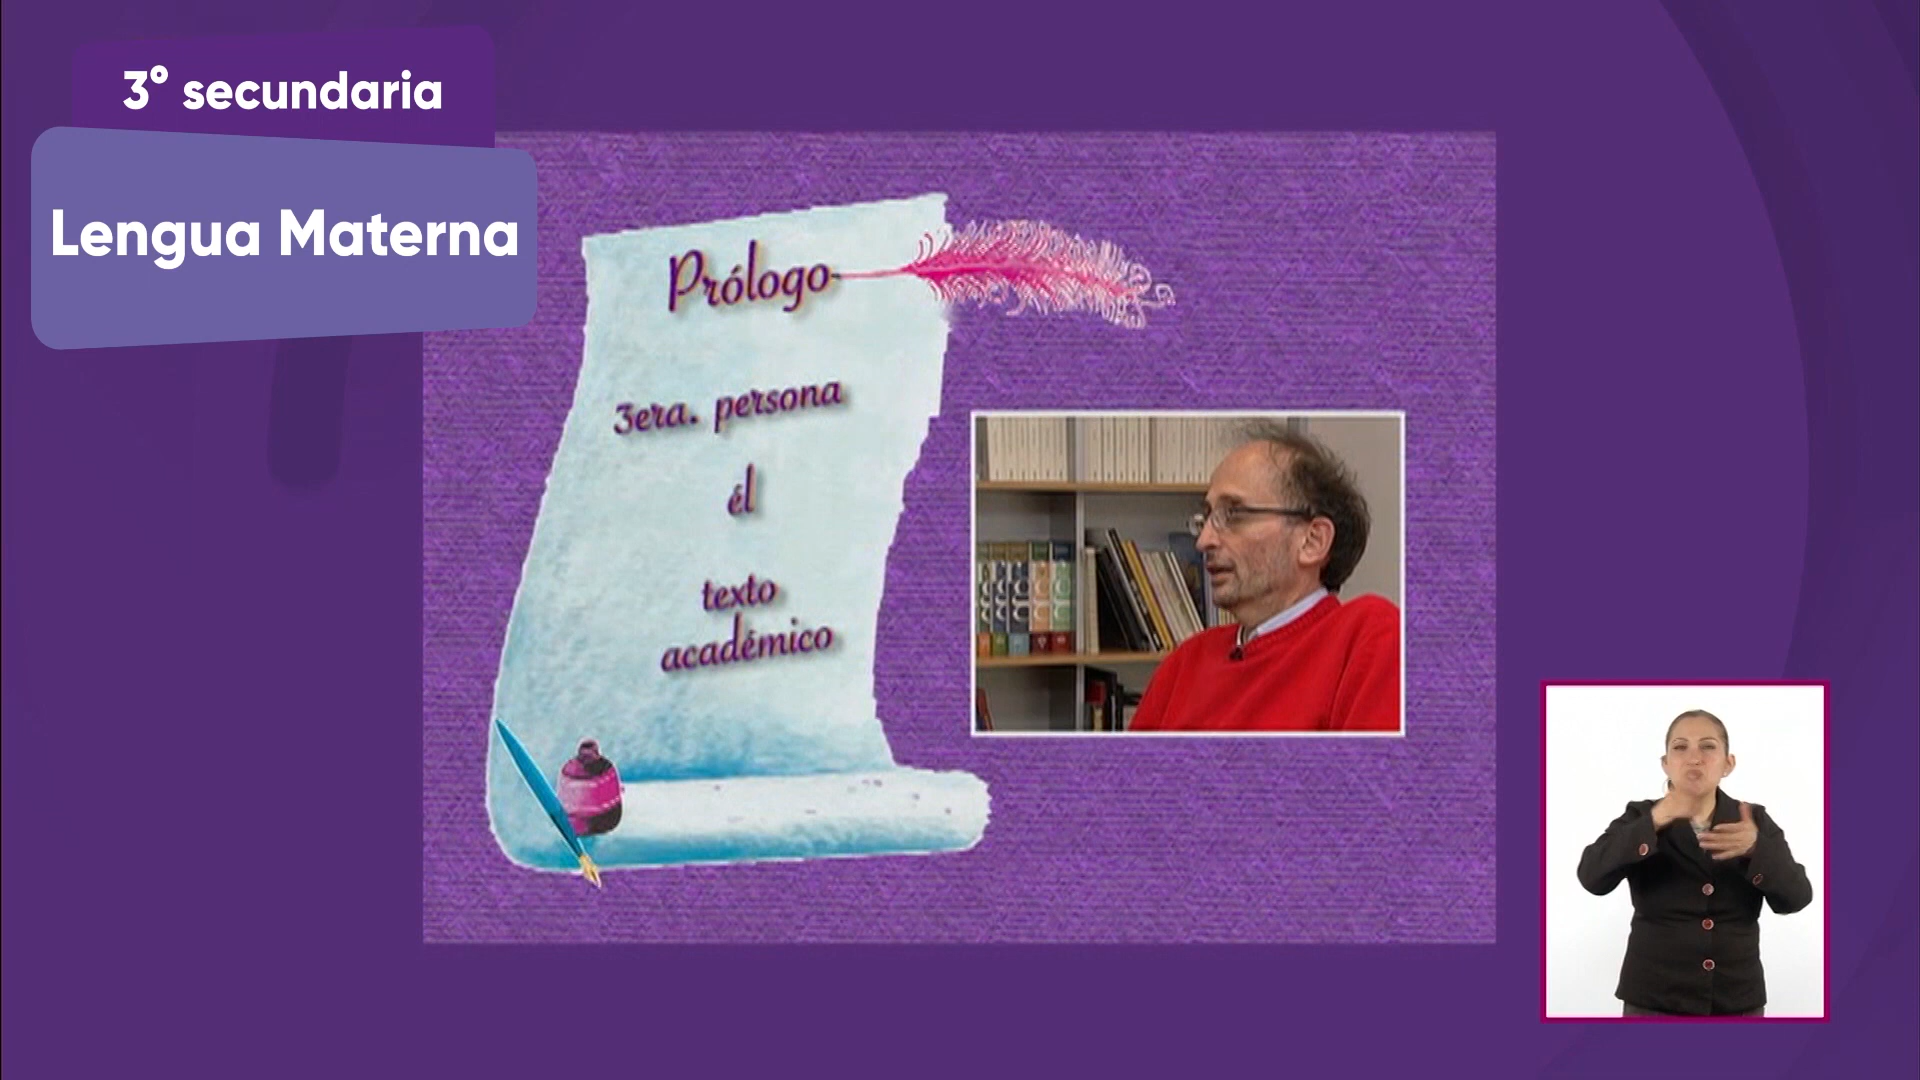 3° secundaria
Lengua Materna
Prólogo
3era. persona
él
texto
académico